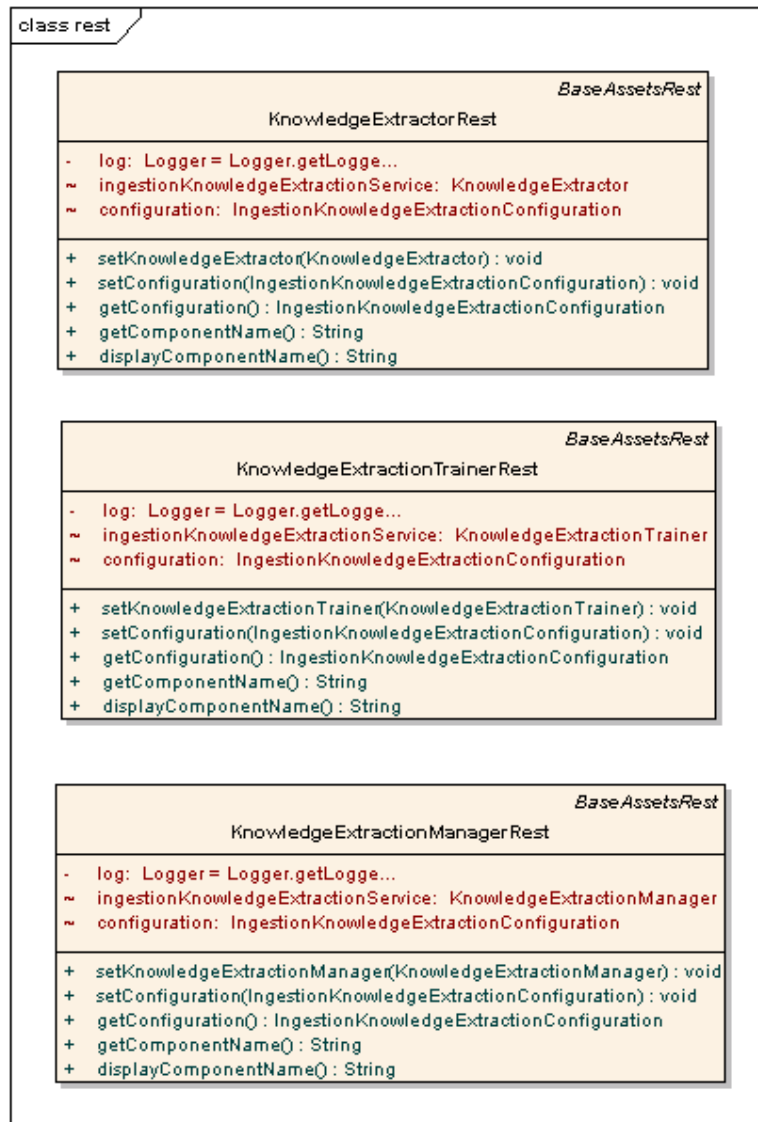 class rest
BaseAssetsRest
KnowledgeExtractorRest
- log: Logger = Logger.getLogge...
~ ingestionKnowledgeExtractionService: KnowledgeExtractor
~ configuration: IngestionKnowledgeExtractionConfiguration
+ setKnowledgeExtractor(KnowledgeExtractor) : void
+ setConfiguration(IngestionKnowledgeExtractionConfiguration) : void
+ getConfiguration() : IngestionKnowledgeExtractionConfiguration
+ getComponentName() : String
+ displayComponentName() : String
BaseAssetsRest
KnowledgeExtractionTrainerRest
- log: Logger = Logger.getLogge...
~ ingestionKnowledgeExtractionService: KnowledgeExtractionTrainer
~ configuration: IngestionKnowledgeExtractionConfiguration
+ setKnowledgeExtractionTrainer(KnowledgeExtractionTrainer) : void
+ setConfiguration(IngestionKnowledgeExtractionConfiguration) : void
+ getConfiguration() : IngestionKnowledgeExtractionConfiguration
+ getComponentName() : String
+ displayComponentName() : String
BaseAssetsRest
KnowledgeExtractionManagerRest
- log: Logger = Logger.getLogge...
~ ingestionKnowledgeExtractionService: KnowledgeExtractionManager
~ configuration: IngestionKnowledgeExtractionConfiguration
+ setKnowledgeExtractionManager(KnowledgeExtractionManager) : void
+ setConfiguration(IngestionKnowledgeExtractionConfiguration) : void
+ getConfiguration() : IngestionKnowledgeExtractionConfiguration
+ getComponentName() : String
+ displayComponentName() : String